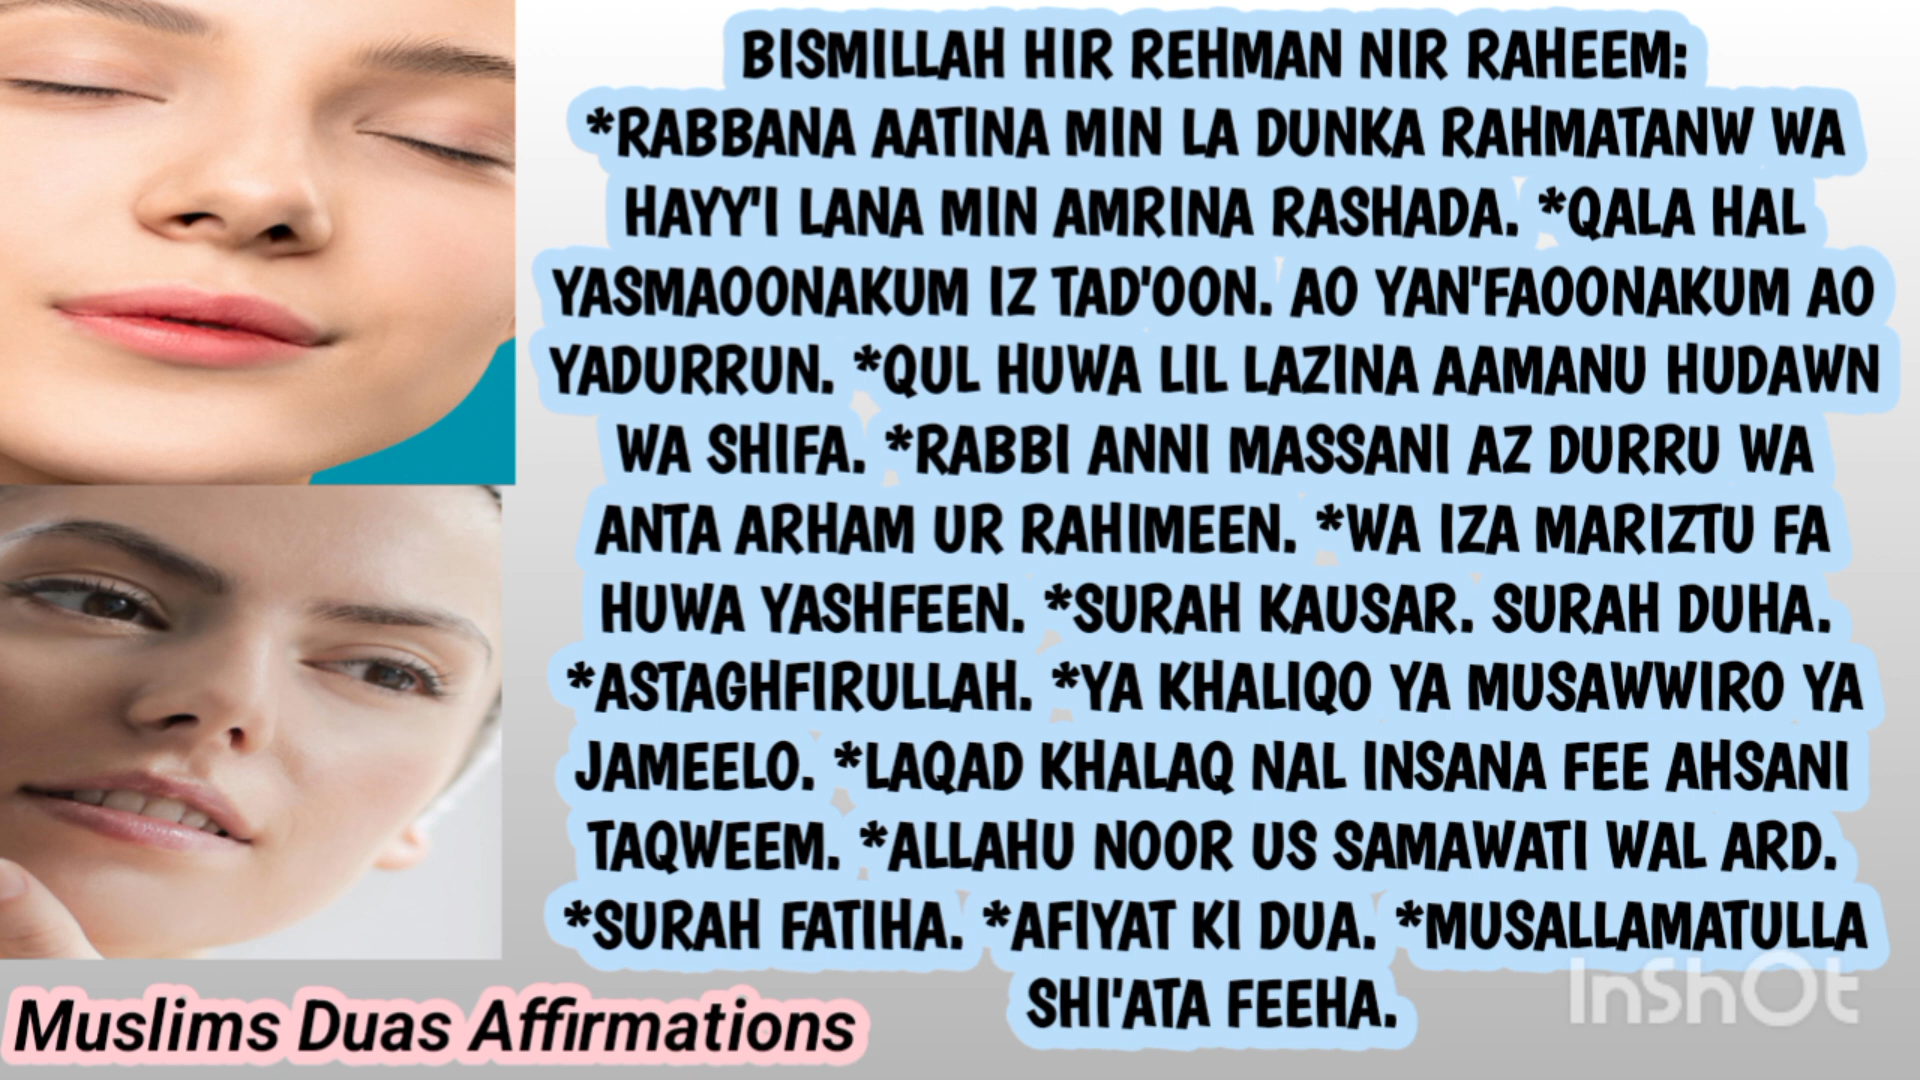 BISMILLAH HIR REHMAN NIR RAHEEM:
*RABBANA AATINA MIN LA DUNKA RAHMATANW WA
HAYY'I LANA MIN AMRINA RASHADA. *QALA HAL
YASMAOONAKUM IZ TAD'OON. AO YAN'FAOONAKUM AO
YADURRUN. *QUL HUWA LIL LAZINA AAMANU HUDAWN
WA SHIFA. *RABBI ANNI MASSANI AZ DURRU WA
ANTA ARHAM UR RAHIMEEN. *WA IZA MARIZTU FA
HUWA YASHFEEN. *SURAH KAUSAR. SURAH DUHA.
*ASTAGHFIRULLAH. *YA KHALIQO YA MUSAWWIRO YA
JAMEELO. *LAQAD KHALAQ NAL INSANA FEE AHSANI
TAQWEEM. *ALLAHU NOOR US SAMAWATI WAL ARD.
*SURAH FATIHA. *AFIYAT KI DUA. *MUSALLAMATULLA
SHI'ATA FEEHA.
InShOt
Muslims Duas Affirmations